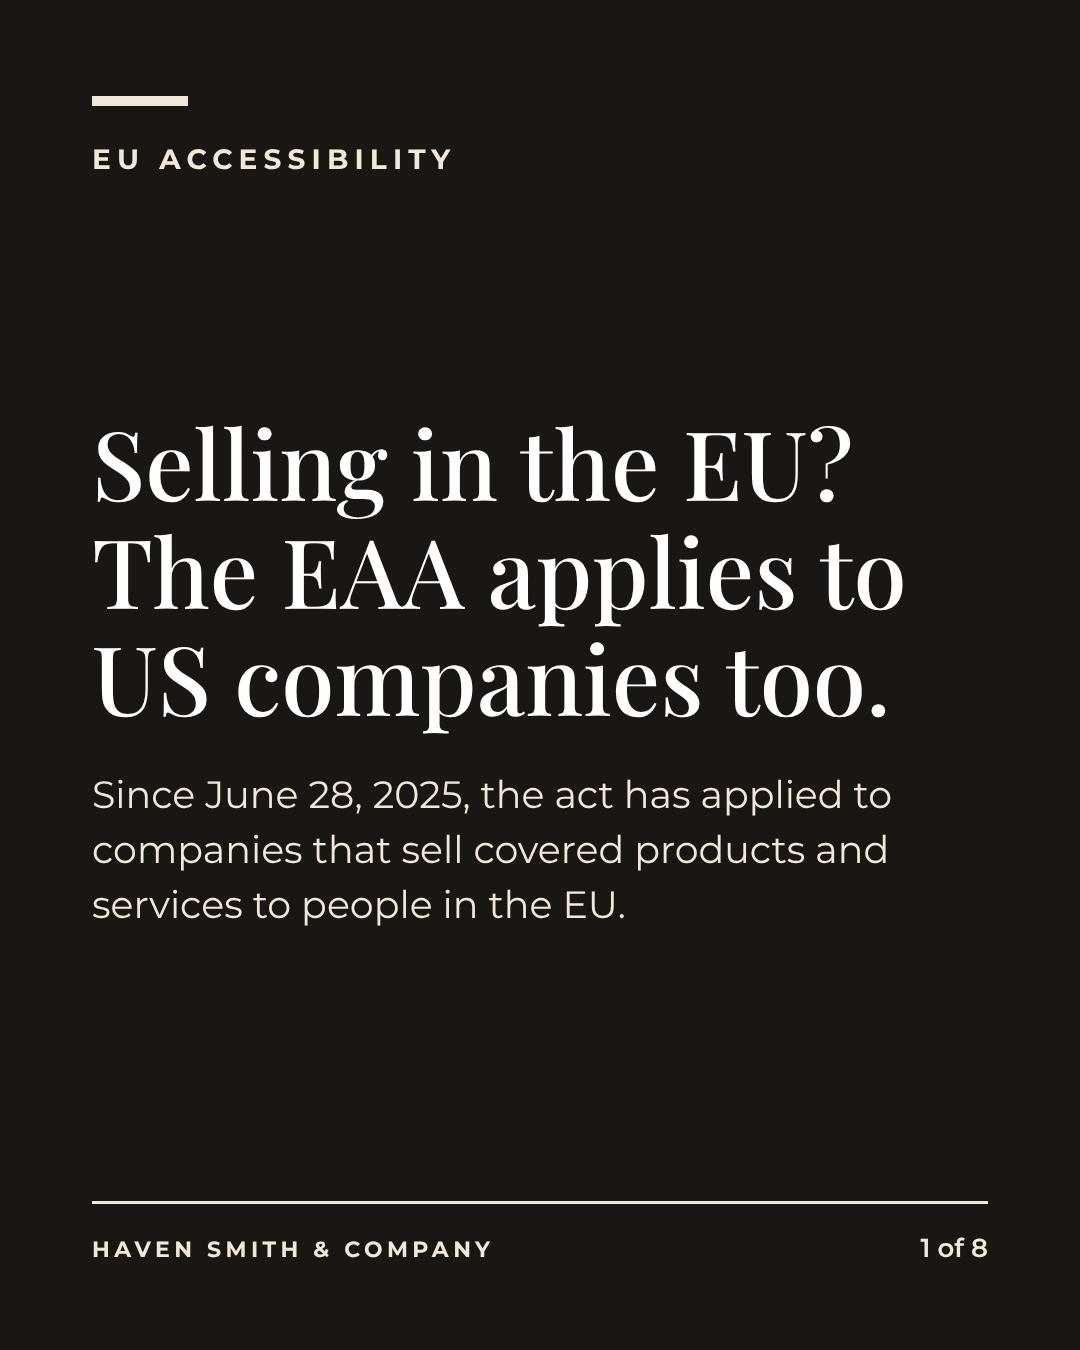 EU ACCESSIBILITY
Selling in the EU?
The EAA applies to
US companies too.
Since June 28, 2025, the act has applied to
companies that sell covered products and
services to people in the EU.
HAVEN SMITH & COMPANY
1 of 8